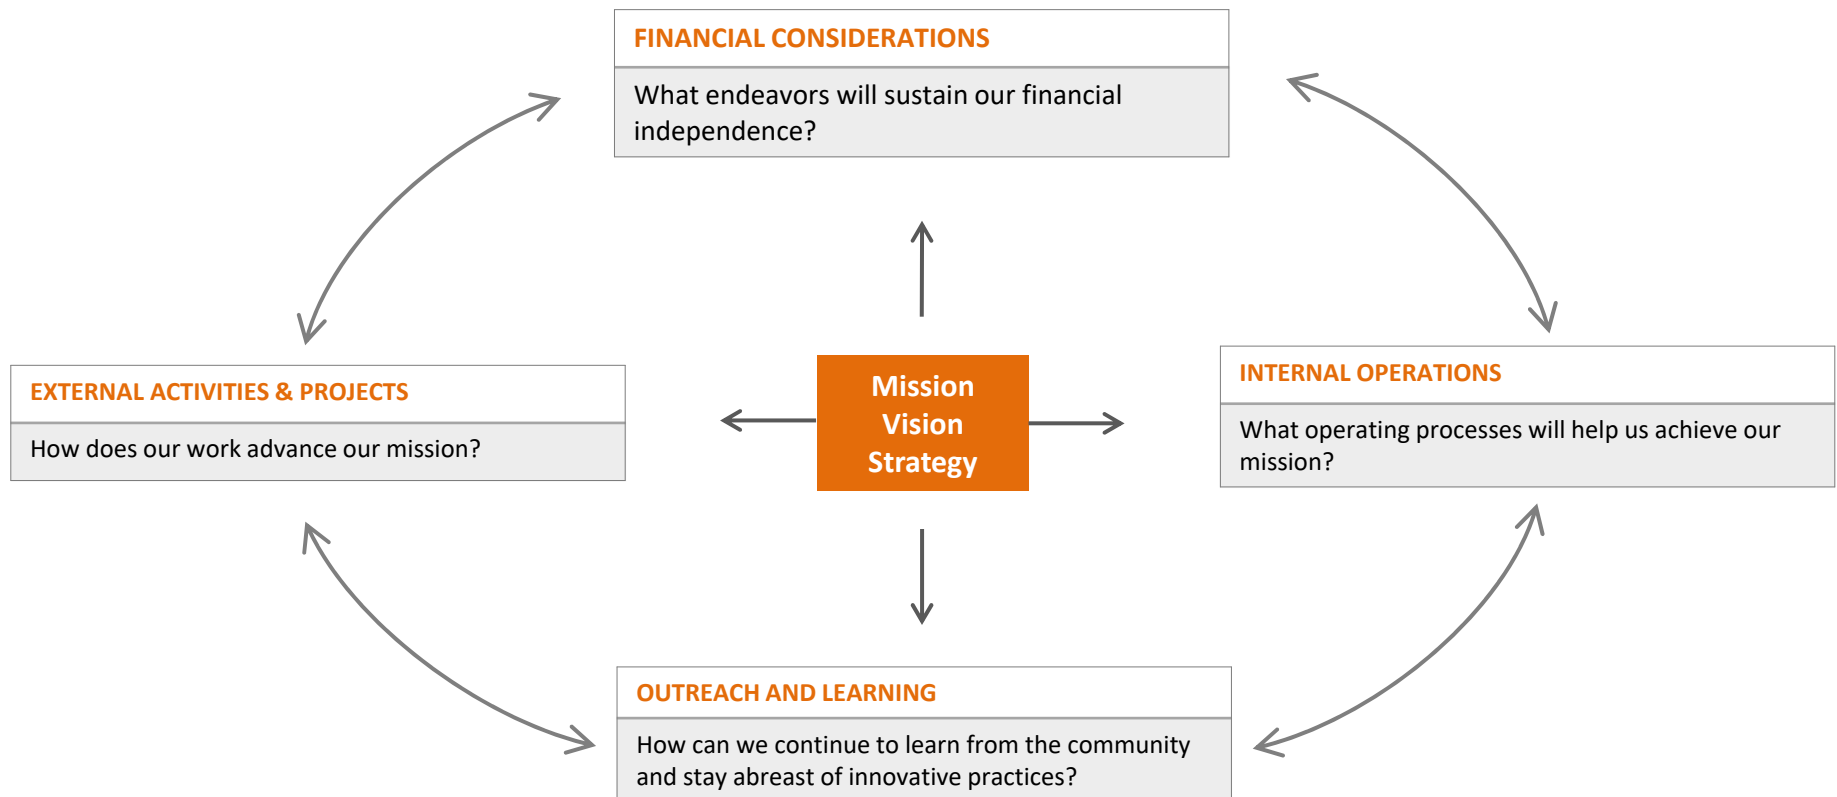 FINANCIAL CONSIDERATIONS
What endeavors will sustain our financial
independence?
EXTERNAL ACTIVITIES & PROJECTS
How does our work advance our mission?
Mission
Vision
Strategy
INTERNAL OPERATIONS
What operating processes will help us achieve our
mission?
OUTREACH AND LEARNING
How can we continue to learn from the community
and stay abreast of innovative practices?